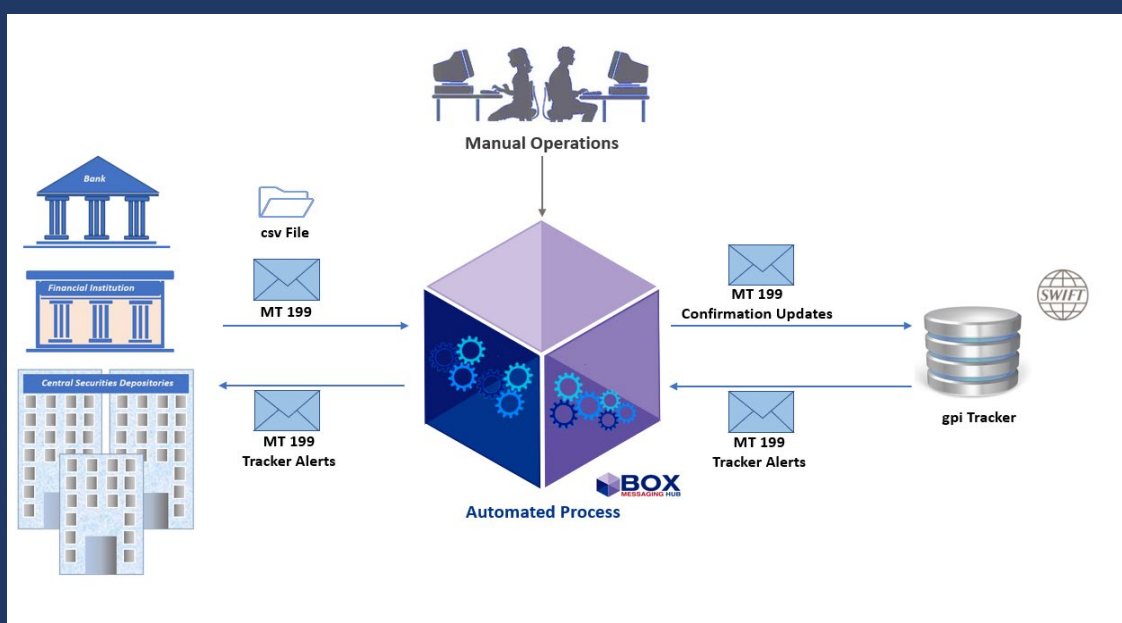 Manual Operations
Bank
csv File
Financial Institution
MT 199
MT 199
Confirmation Updates
SWIFT
Central Securities Depositories
MT 199
Tracker Alerts
MT 199
Tracker Alerts
gpi Tracker
BOX
MESSAGING HUB
Automated Process